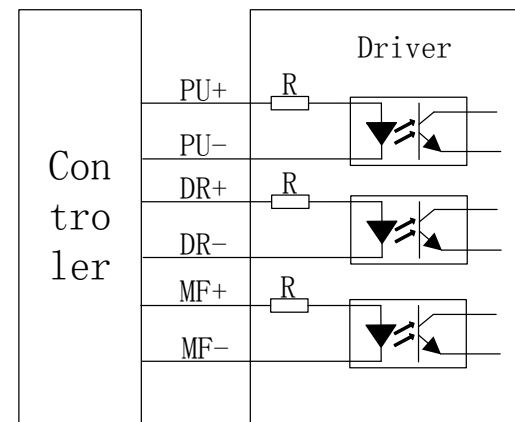 Driver
PU+
R
PU-
DR+
R
DR-
MF+
R
MF-
Con
tro
ler